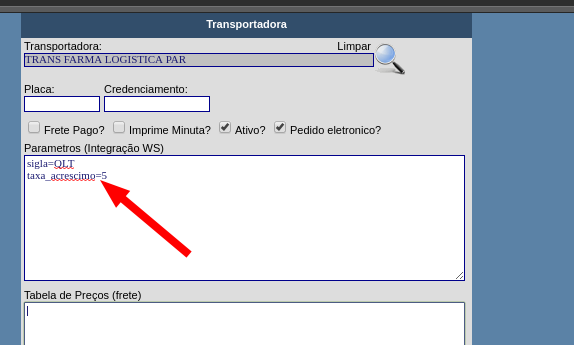 Transportadora
Transportadora: Limpar
TRANS FARMA LOGISTICA PAR
Placa: Credenciamento:
Frete Pago? Imprime Minuta? Ativo? Pedido eletronico?
Parametros (Integração WS)
sigla=QLT
taxa_acrescimo=5
Tabela de Preços (frete)